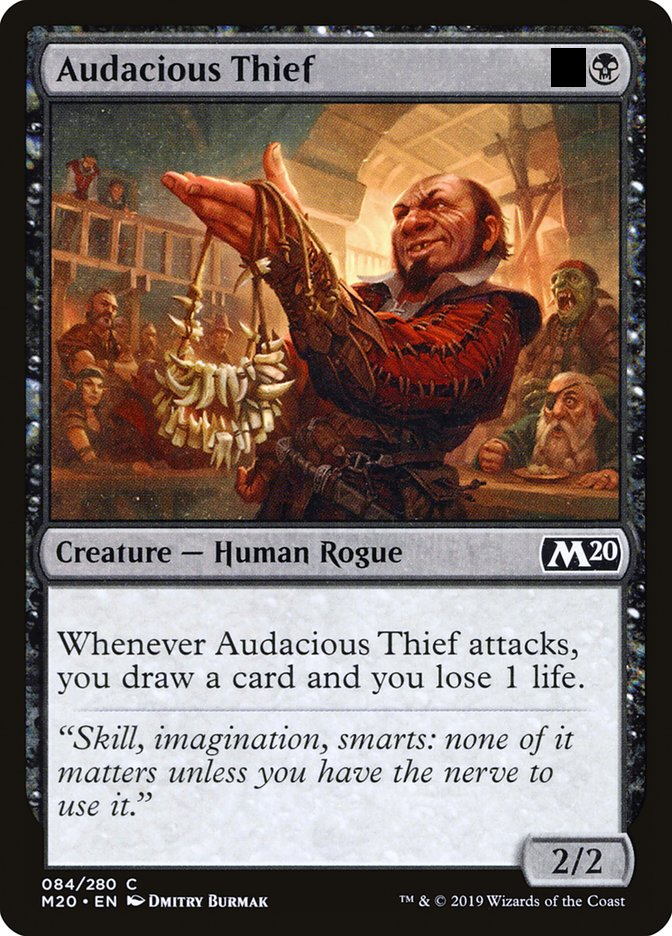 Audacious Thief
Creature — Human Rogue
M20
Whenever Audacious Thief attacks,
you draw a card and you lose 1 life.
“Skill, imagination, smarts: none of it
matters unless you have the nerve to
use it.”
2/2
084/280 C
M20 • EN Dmitry Burmak
™ & © 2019 Wizards of the Coast